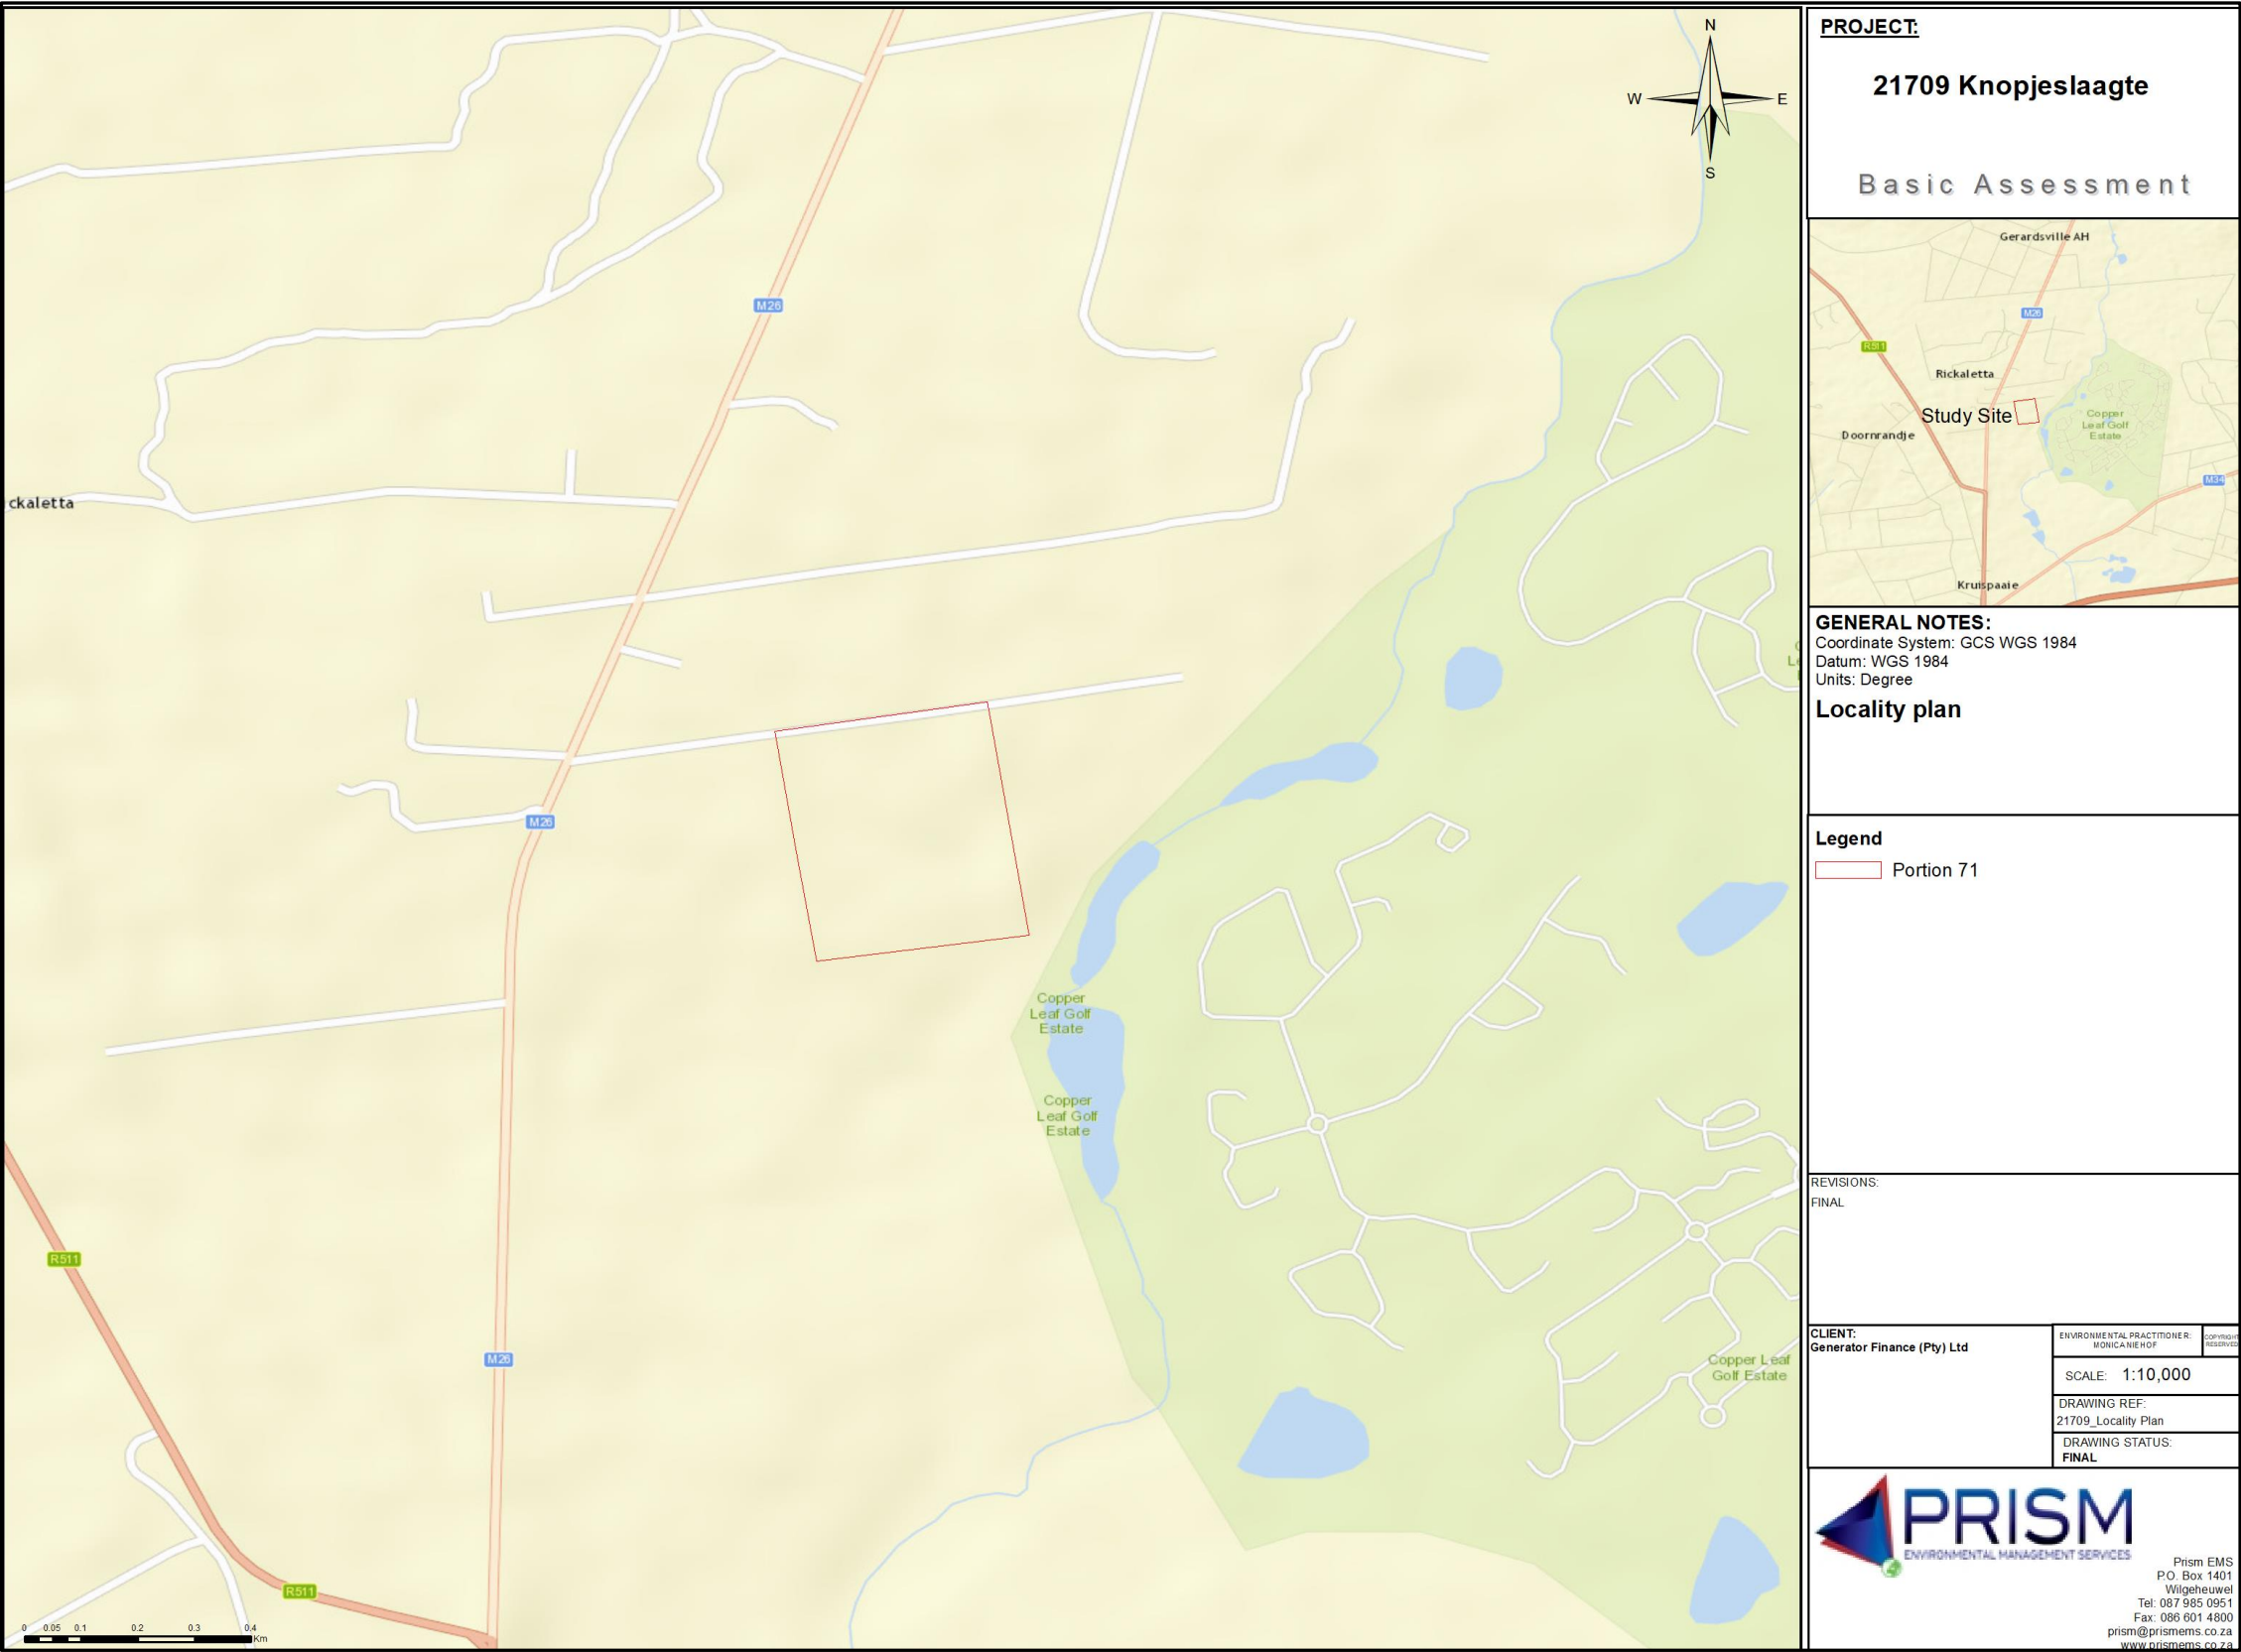 N
W
E
S
M26
ckaletta
M26
Copper
Leaf Golf
Estate
Copper
Leaf Golf
Estate
R511
M26
Copper Leaf
Golf Estate
R511
0 0.05 0.1 0.2 0.3 0.4
Km
PROJECT:
21709 Knopjeslaagte
Basic Assessment
Gerardsville AH
M26
R511
Rickaletta
Study Site
Copper
Leaf Golf
Estate
Doornrandje
M34
Kruispaaie
GENERAL NOTES:
Coordinate System: GCS WGS 1984
Datum: WGS 1984
Units: Degree
Locality plan
Legend
Portion 71
REVISIONS:
FINAL
CLIENT:
Generator Finance (Pty) Ltd
ENVIRONMENTAL PRACTITIONER:
MONICA NIEHOF
COPYRIGHT
RESERVED
SCALE: 1:10,000
DRAWING REF:
21709_Locality Plan
DRAWING STATUS:
FINAL
PRISM
ENVIRONMENTAL MANAGEMENT SERVICES
Prism EMS
P.O. Box 1401
Wilgeheuwel
Tel: 087 985 0951
Fax: 086 601 4800
prism@prismems.co.za
www.prismems.co.za